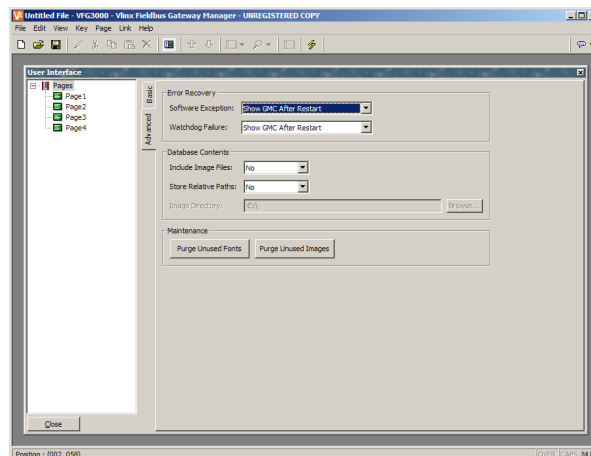 Untitled File - VFG3000 - Vlinx Fieldbus Gateway Manager - UNREGISTERED COPY
File Edit View Key Page Link Help
User Interface
Pages
Page1
Page2
Page3
Page4
Basic
Advanced
Error Recovery
Software Exception: Show GMC After Restart
Watchdog Failure: Show GMC After Restart
Database Contents
Include Image Files: No
Store Relative Paths: No
Image Directory: C:\ Browse...
Maintenance
Purge Unused Fonts Purge Unused Images
Close
Position : (002, 058) OVER CAPS NU